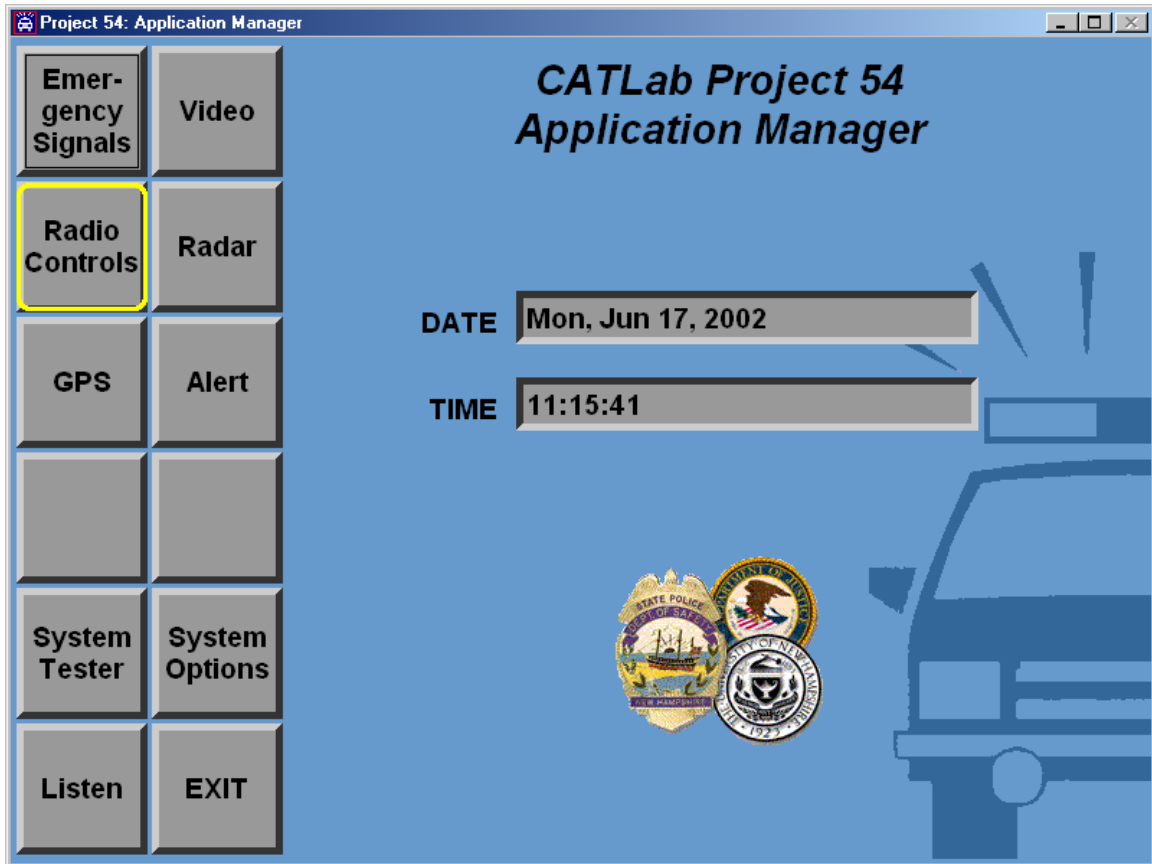 Project 54: Application Manager
Emer-
gency
Signals
Video
Radio
Controls
Radar
GPS
Alert
System
Tester
System
Options
Listen
EXIT
CATLab Project 54
Application Manager
DATE
Mon, Jun 17, 2002
TIME
11:15:41
STATE POLICE
DEPT OF SAFETY
NEW HAMPSHIRE
DEPARTMENT OF JUSTICE
THE UNIVERSITY OF NEW HAMPSHIRE
1923